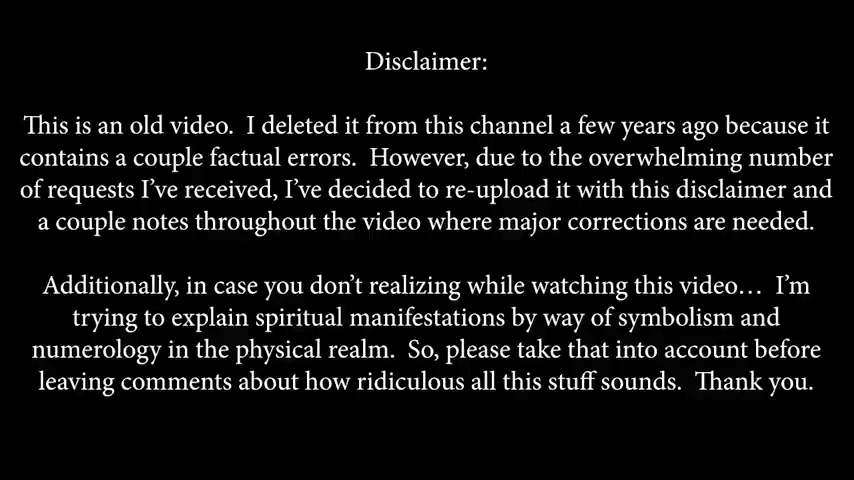 Disclaimer:
This is an old video.  I deleted it from this channel a few years ago because it
contains a couple factual errors.  However, due to the overwhelming number
of requests I've received, I've decided to re-upload it with this disclaimer and
a couple notes throughout the video where major corrections are needed.
Additionally, in case you don't realizing while watching this video...  I'm
trying to explain spiritual manifestations by way of symbolism and
numerology in the physical realm.  So, please take that into account before
leaving comments about how ridiculous all this stuff sounds.  Thank you.